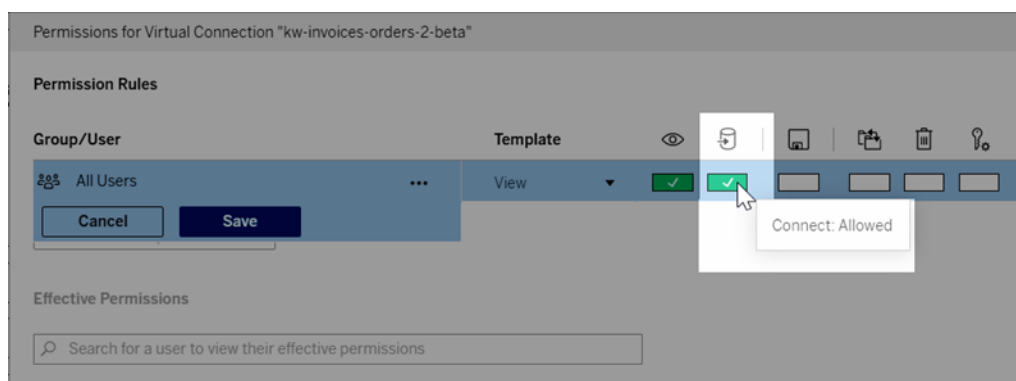 Permissions for Virtual Connection "kw-invoices-orders-2-beta"
Permission Rules
Group/User Template
All Users ••• View
Cancel Save
Connect: Allowed
Effective Permissions
Search for a user to view their effective permissions